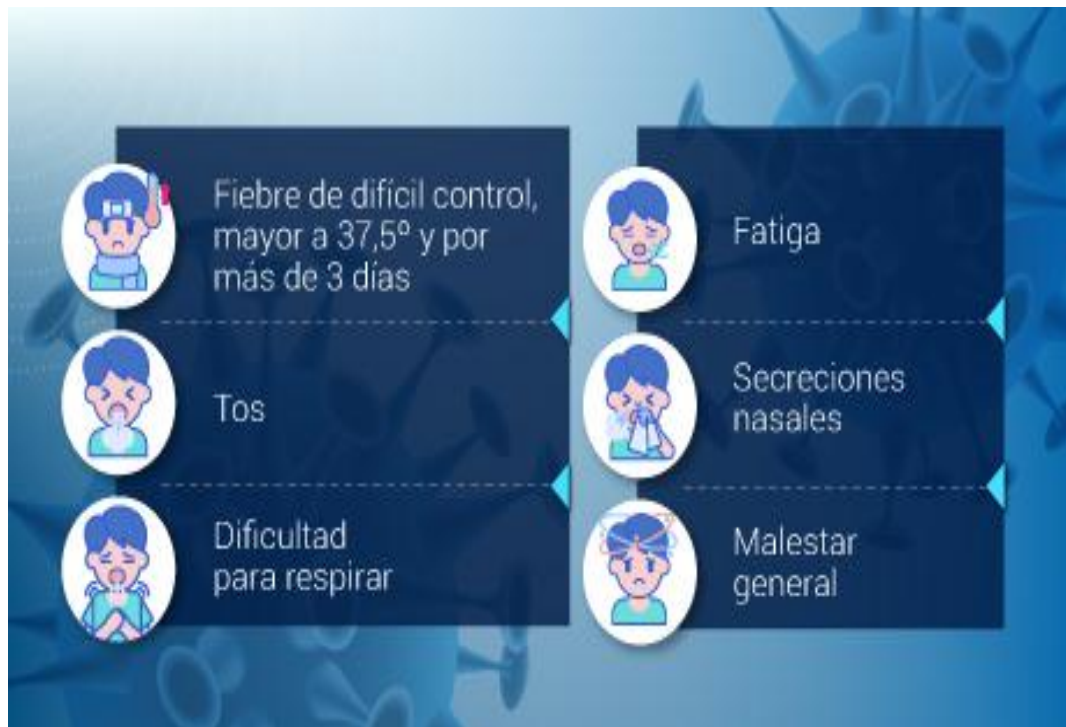 Fiebre de difícil control,
mayor a 37,5º y por
más de 3 días
Tos
Dificultad
para respirar
Fatiga
Secreciones
nasales
Malestar
general